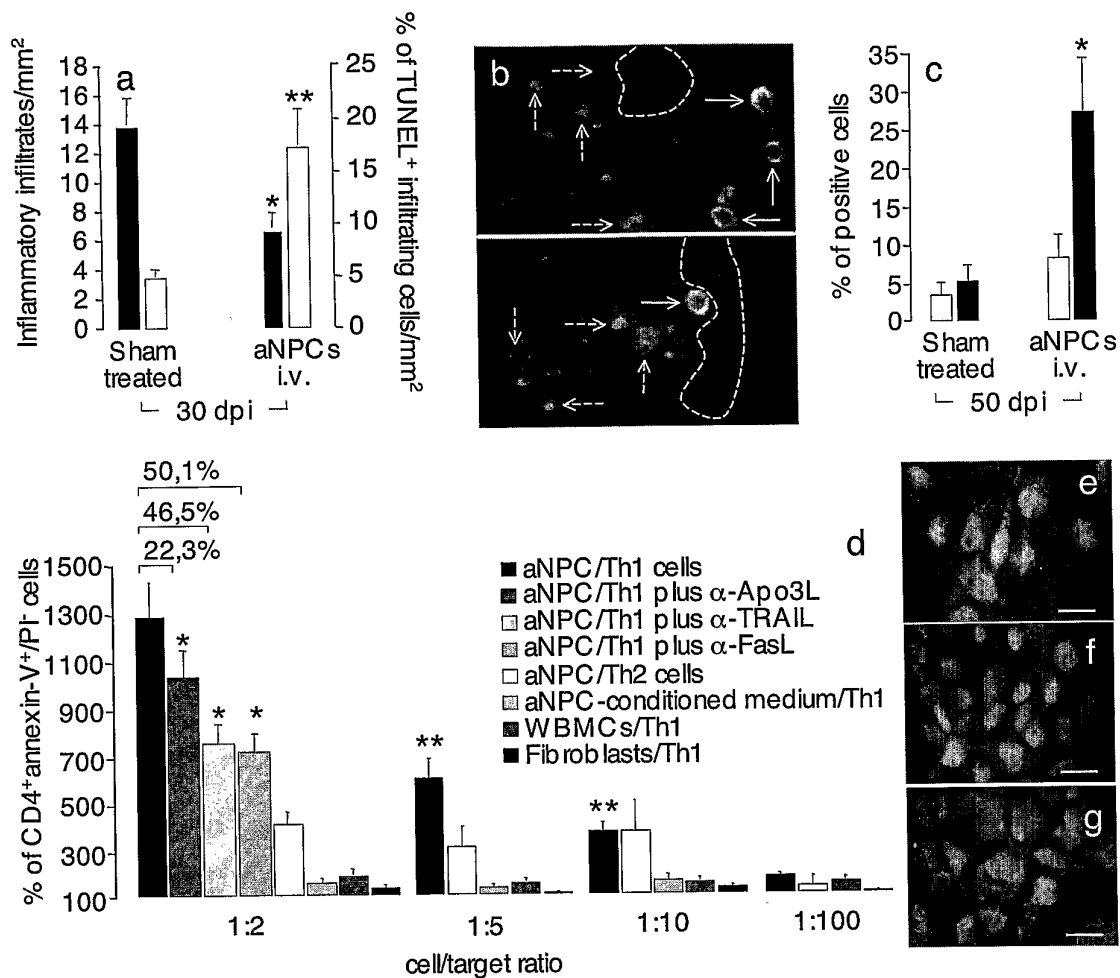 a
Inflammatory infiltrates/mm²
18
16
14
12
10
8
6
4
2
0
*
**
25
20
15
10
5
0
% of TUNEL⁺ infiltrating cells/mm²
Sham treated
aNPCs i.v.
30 dpi
b
c
% of positive cells
35
30
25
20
15
10
5
0
*
Sham treated
aNPCs i.v.
50 dpi
d
50,1%
46,5%
22,3%
% of CD4⁺annexin-V⁺/PI⁻ cells
1500
1300
1100
900
700
500
300
100
*
*
*
**
**
aNPC/Th1 cells
aNPC/Th1 plus α-Apo3L
aNPC/Th1 plus α-TRAIL
aNPC/Th1 plus α-FasL
aNPC/Th2 cells
aNPC-conditioned medium/Th1
WBMCs/Th1
Fibroblasts/Th1
1:2
1:5
1:10
1:100
cell/target ratio
e
f
g